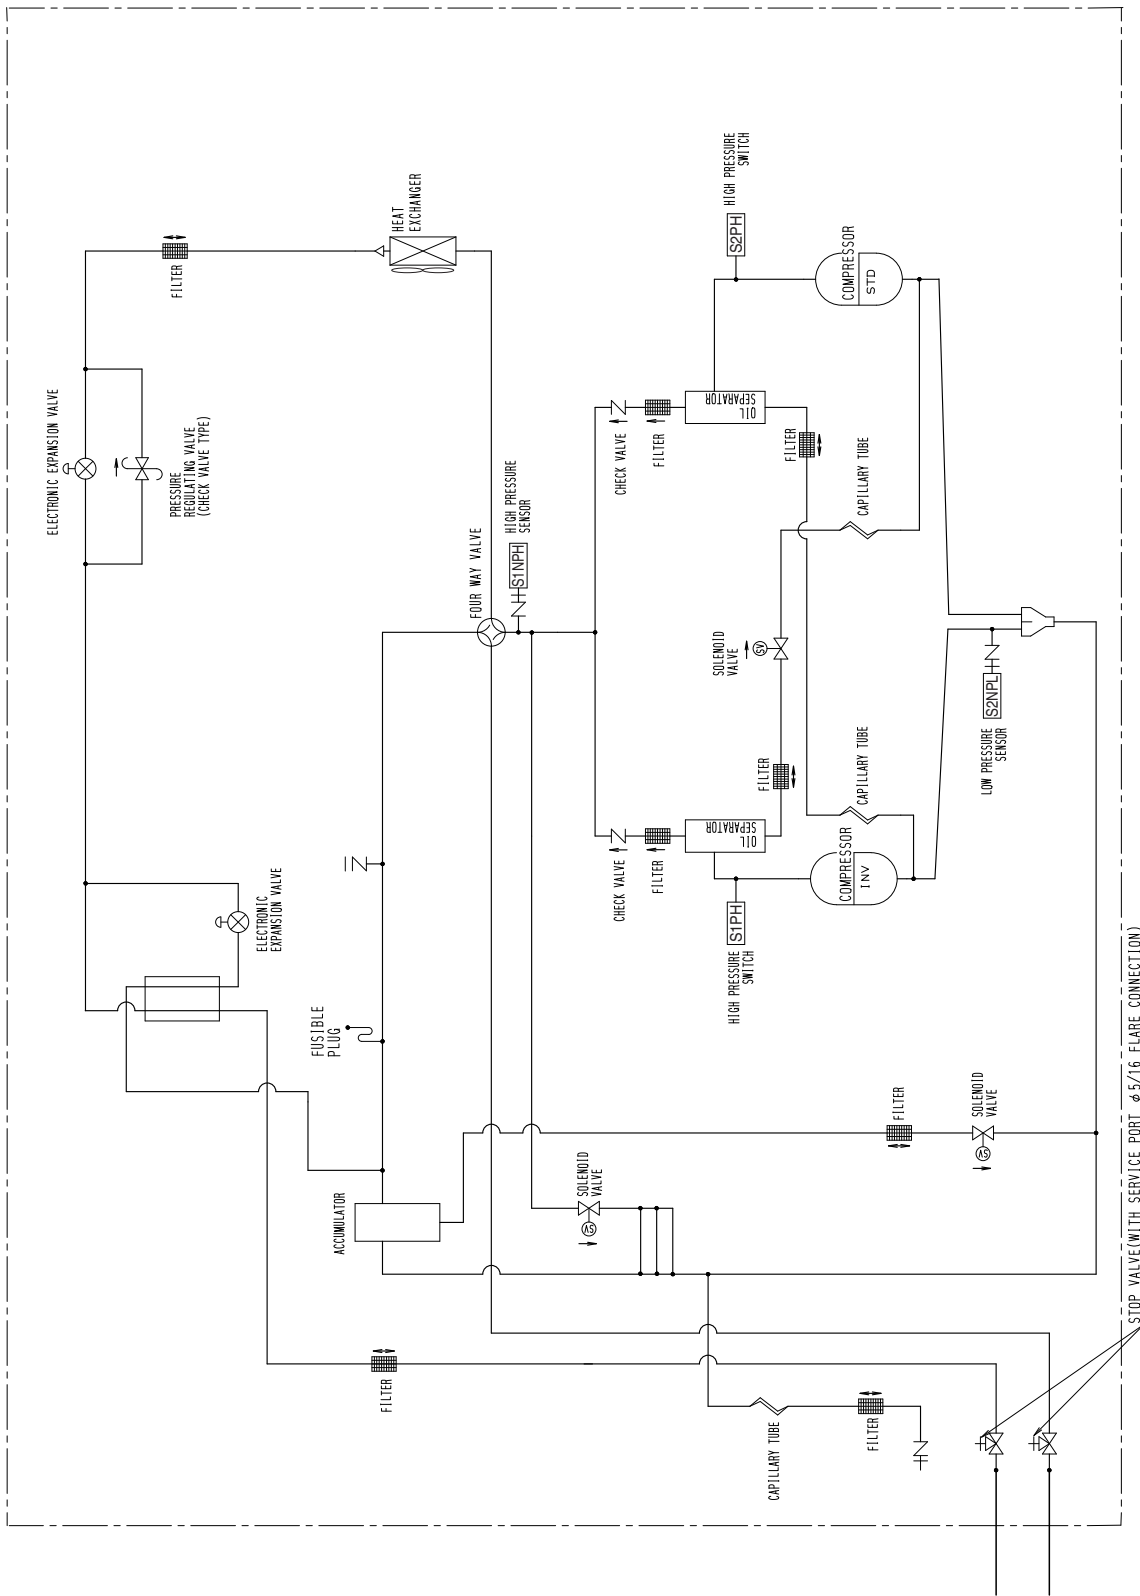 ELECTRONIC EXPANSION VALVE
PRESSURE
REGULATING VALVE
(CHECK VALVE TYPE)
FILTER
HEAT
EXCHANGER
HIGH PRESSURE
SWITCH
S2PH
COMPRESSOR
STD
OIL
SEPARATOR
FILTER
CHECK VALVE
FILTER
CAPILLARY TUBE
FOUR WAY VALVE
HIGH PRESSURE
SENSOR
S1NPH
SOLENOID
VALVE
SV
FILTER
CAPILLARY TUBE
LOW PRESSURE
SENSOR
S2NPL
OIL
SEPARATOR
FILTER
CHECK VALVE
COMPRESSOR
INV
HIGH PRESSURE
SWITCH
S1PH
ELECTRONIC
EXPANSION VALVE
FUSIBLE
PLUG
ACCUMULATOR
SOLENOID
VALVE
SV
FILTER
SOLENOID
VALVE
SV
FILTER
CAPILLARY TUBE
FILTER
STOP VALVE(WITH SERVICE PORT φ5/16 FLARE CONNECTION)